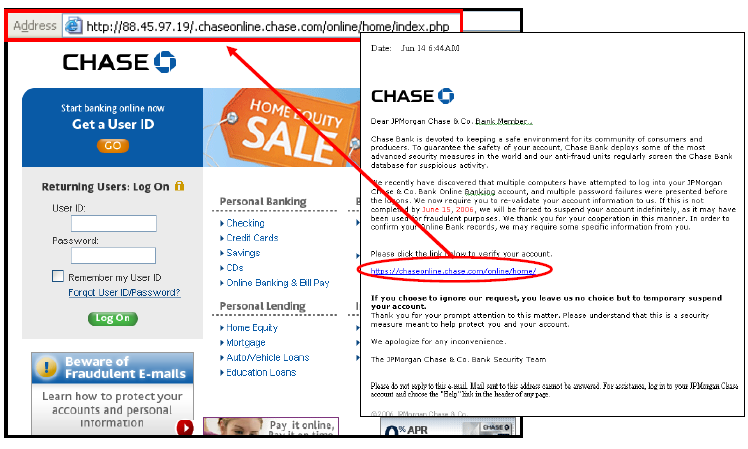 Address http://88.45.97.19/.chaseonline.chase.com/online/home/index.php
CHASE
Start banking online now
Get a User ID
GO
HOME EQUITY
SALE
Returning Users: Log On
User ID:
Password:
Remember my User ID
Forgot User ID/Password?
Log On
Beware of
Fraudulent E-mails
Learn how to protect your
accounts and personal
information
Personal Banking
Checking
Credit Cards
Savings
CDs
Online Banking & Bill Pay
Personal Lending
Home Equity
Mortgage
Auto/Vehicle Loans
Education Loans
Pay it online,
Pay it on time
0% APR
CHASE
Date: Jun 14 6:44AM
CHASE
Dear JPMorgan Chase & Co. Bank Member ,
Chase Bank is devoted to keeping a safe environment for its community of consumers and
producers. To guarantee the safety of your account, Chase Bank deploys some of the most
advanced security measures in the world and our anti-fraud units regularly screen the Chase Bank
database for suspicious activity.
We recently have discovered that multiple computers have attempted to log into your JPMorgan
Chase & Co. Bank Online Banking account, and multiple password failures were presented before
the logons. We now require you to re-validate your account information to us. If this is not
completed by June 15, 2006, we will be forced to suspend your account indefinitely, as it may have
been used for fraudulent purposes. We thank you for your cooperation in this manner. In order to
confirm your Online Bank records, we may require some specific information from you.
Please click the link below to verify your account.
https://chaseonline.chase.com/online/home/
If you choose to ignore our request, you leave us no choice but to temporary suspend
your account.
Thank you for your prompt attention to this matter. Please understand that this is a security
measure meant to help protect you and your account.
We apologize for any inconvenience.
The JPMorgan Chase & Co. Bank Security Team
Please do not reply to this e-mail. Mail sent to this address cannot be answered. For assistance, log in to your JPMorgan Chase
account and choose the "Help" link in the header of any page.
©2006 JPMorgan Chase & Co.